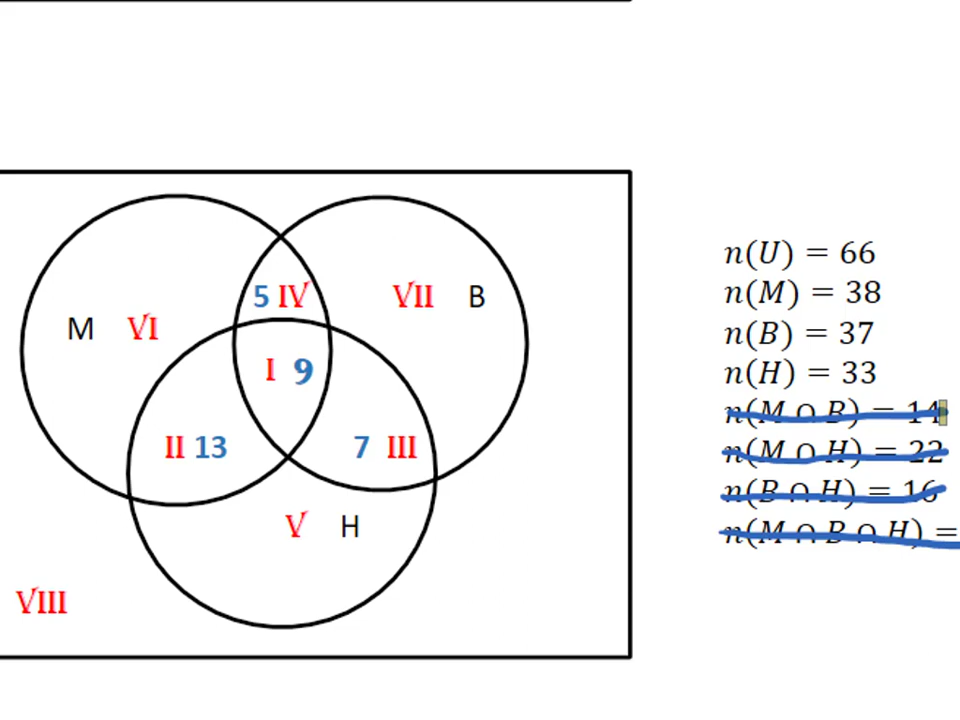 5 IV VII B
M VI
I 9
II 13 7 III
V H
VIII
n(U) = 66
n(M) = 38
n(B) = 37
n(H) = 33
n(M ∩ B) = 14
n(M ∩ H) = 22
n(B ∩ H) = 16
n(M ∩ B ∩ H) =